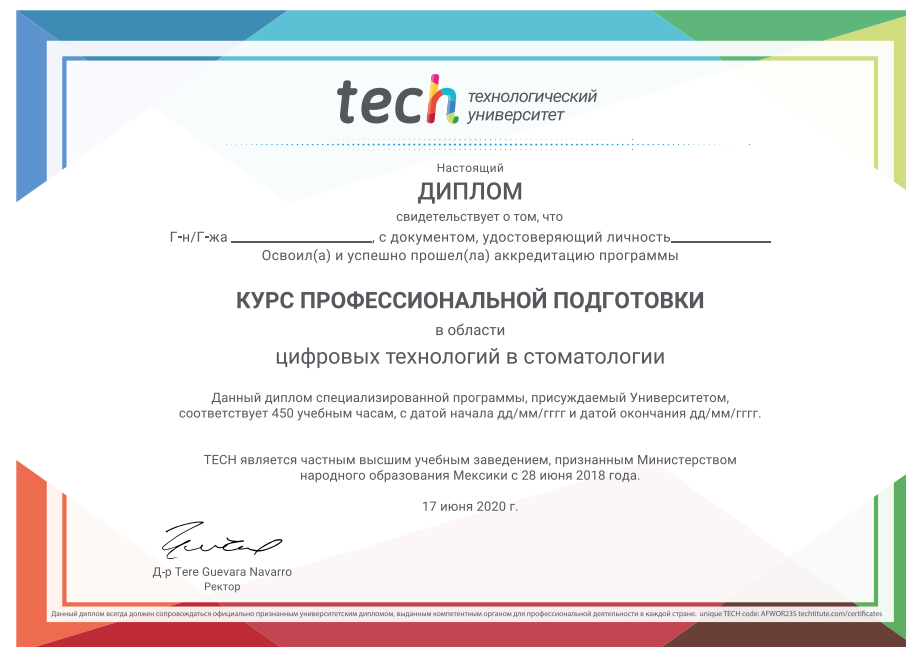 tech технологический университет
Настоящий
ДИПЛОМ
свидетельствует о том, что
Г-н/Г-жа ____________________, с документом, удостоверяющий личность______________
Освоил(а) и успешно прошел(ла) аккредитацию программы
КУРС ПРОФЕССИОНАЛЬНОЙ ПОДГОТОВКИ
в области
цифровых технологий в стоматологии
Данный диплом специализированной программы, присуждаемый Университетом,
соответствует 450 учебным часам, с датой начала дд/мм/гггг и датой окончания дд/мм/гггг.
TECH является частным высшим учебным заведением, признанным Министерством
народного образования Мексики с 28 июня 2018 года.
17 июня 2020 г.
Д-р Tere Guevara Navarro
Ректор
Данный диплом всегда должен сопровождаться официально признанным университетским дипломом, выданным компетентным органом для профессиональной деятельности в каждой стране. unique TECH code: AFWOR235 techtitute.com/certificates